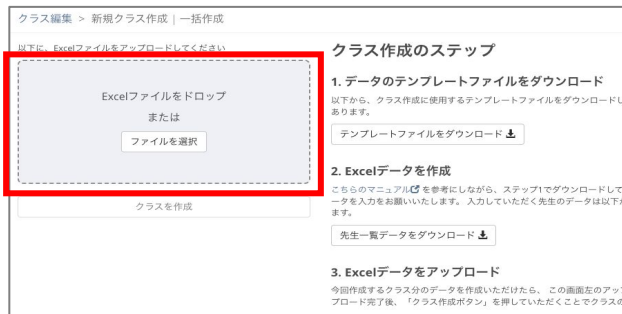 クラス編集 > 新規クラス作成 | 一括作成
以下に、Excelファイルをアップロードしてください
Excelファイルをドロップ
または
ファイルを選択
クラスを作成
クラス作成のステップ
1. データのテンプレートファイルをダウンロード
以下から、クラス作成に使用するテンプレートファイルをダウンロードし
あります。
テンプレートファイルをダウンロード
2. Excelデータを作成
こちらのマニュアル を参考にしながら、ステップ1でダウンロードして
ータを入力をお願いいたします。 入力していただく先生のデータは以下か
ます。
先生一覧データをダウンロード
3. Excelデータをアップロード
今回作成するクラス分のデータを作成いただけたら、 この画面左のアッ
プロード完了後、「クラス作成ボタン」を押していただくことでクラスの